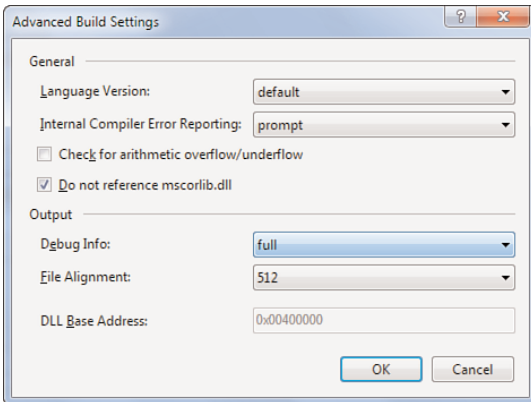 Advanced Build Settings
General
Language Version: default
Internal Compiler Error Reporting: prompt
Check for arithmetic overflow/underflow
Do not reference mscorlib.dll
Output
Debug Info: full
File Alignment: 512
DLL Base Address: 0x00400000
OK Cancel